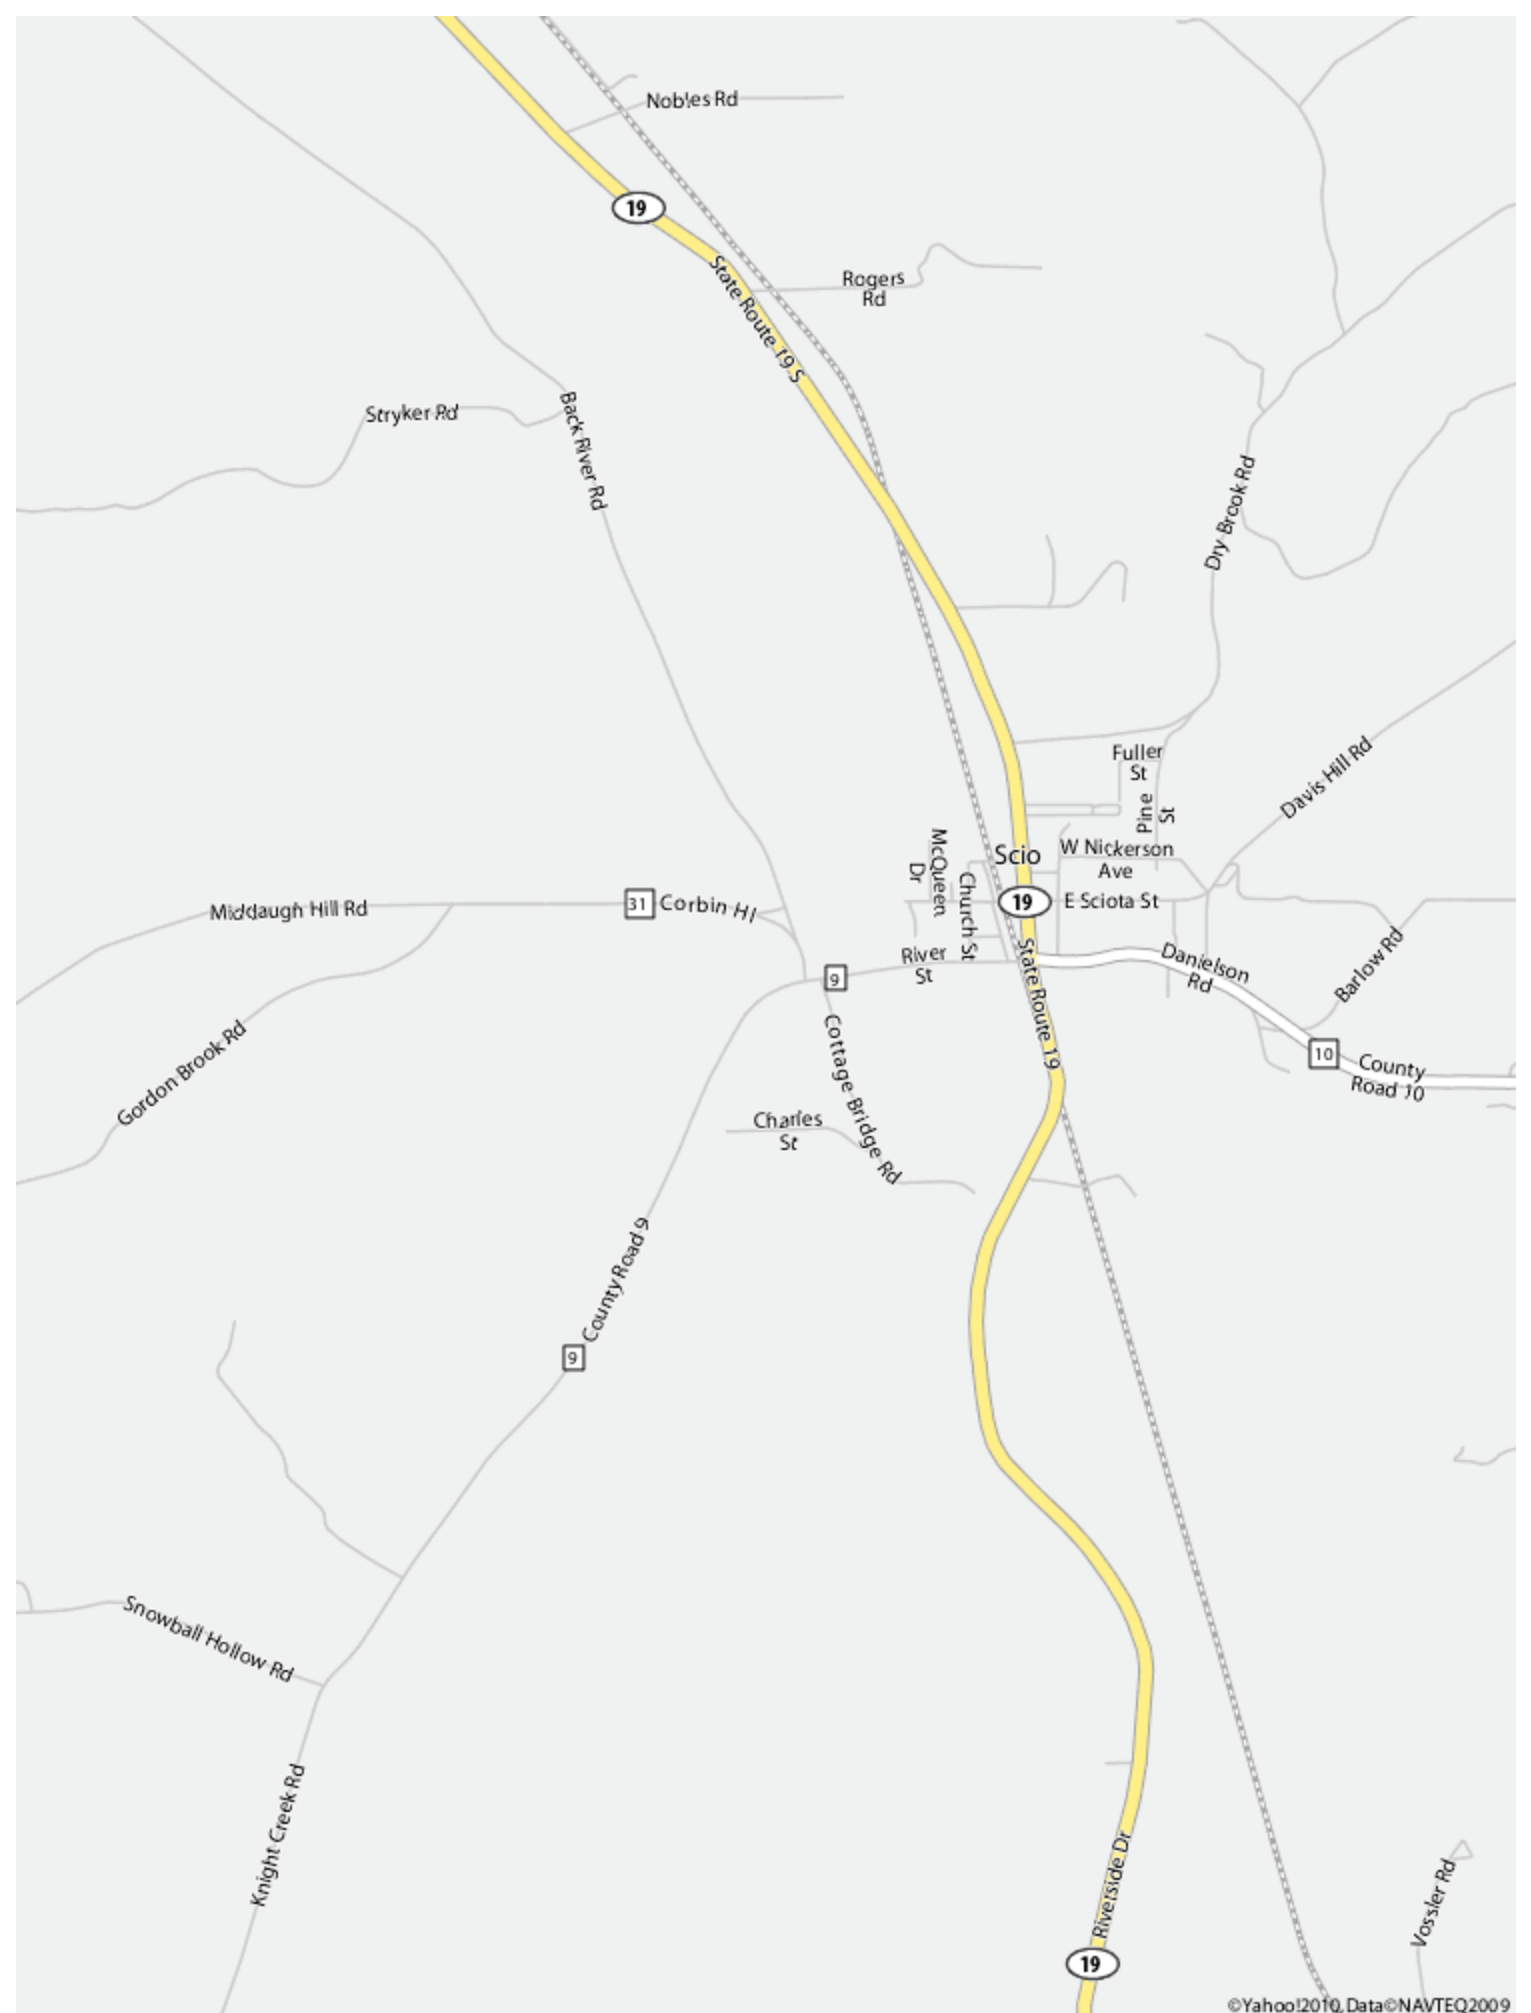 Nobles Rd
19
State Route 19 S
Rogers
Rd
Stryker Rd
Back River Rd
Dry Brook Rd
Fuller
St
Pine
St
Davis Hill Rd
Scio
W Nickerson
Ave
McQueen
Dr
Church St
19
E Sciota St
Middaugh Hill Rd
31
Corbin Hl
River
St
9
State Route 19
Danielson
Rd
Barlow Rd
10
County
Road 10
Gordon Brook Rd
Cottage Bridge Rd
Charles
St
County Road 9
9
Snowball Hollow Rd
Knight Creek Rd
Riverside Dr
Vossler Rd
19
©Yahoo!2010, Data©NAVTEQ2009